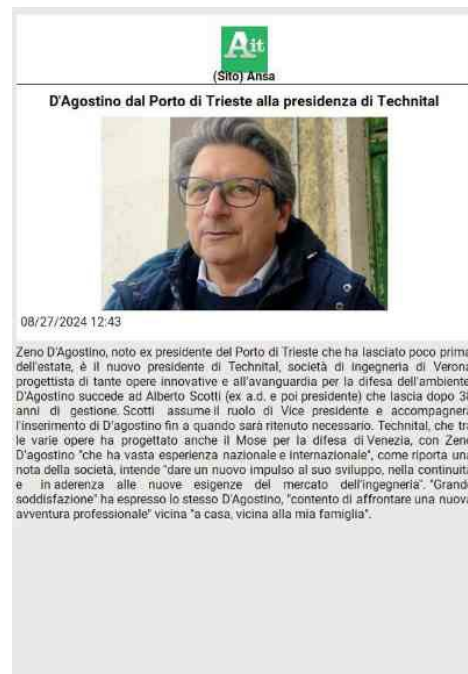 Ait
(Sito) Ansa
D'Agostino dal Porto di Trieste alla presidenza di Technital
08/27/2024 12:43
Zeno D'Agostino, noto ex presidente del Porto di Trieste che ha lasciato poco prima
dell'estate, è il nuovo presidente di Technital, società di ingegneria di Verona
progettista di tante opere innovative e all'avanguardia per la difesa dell'ambiente.
D'Agostino succede ad Alberto Scotti (ex a.d. e poi presidente) che lascia dopo 38
anni di gestione. Scotti assume il ruolo di Vice presidente e accompagnerà
l'inserimento di D'agostino fin a quando sarà ritenuto necessario. Technital, che tra
le varie opere ha progettato anche il Mose per la difesa di Venezia, con Zeno
D'agostino "che ha vasta esperienza nazionale e internazionale", come riporta una
nota della società, intende "dare un nuovo impulso al suo sviluppo, nella continuità
e in aderenza alle nuove esigenze del mercato dell'ingegneria". "Grande
soddisfazione" ha espresso lo stesso D'Agostino, "contento di affrontare una nuova
avventura professionale" vicina "a casa, vicina alla mia famiglia".